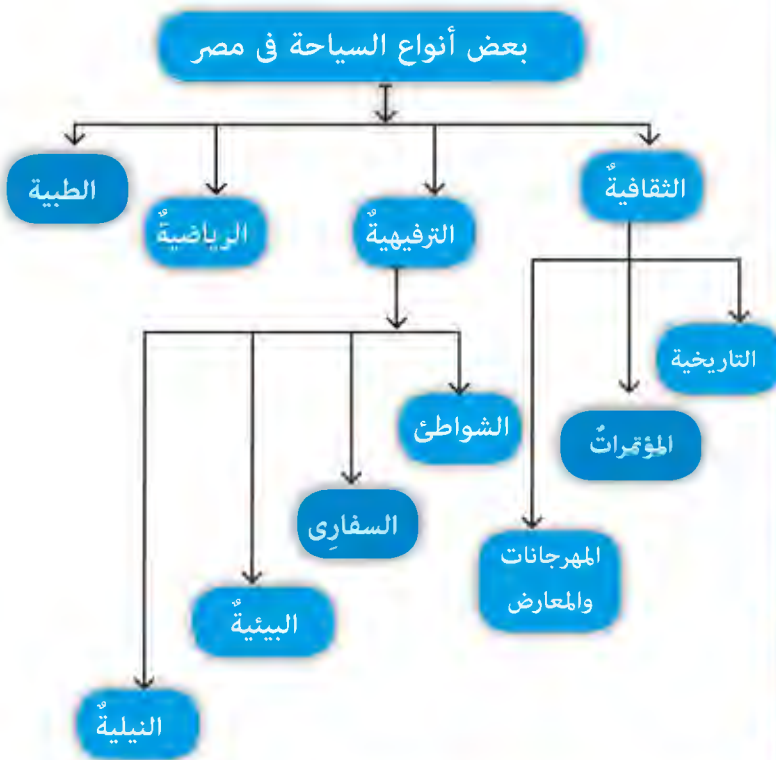 بعض أنواع السياحة فى مصر
الثقافيةٌ
الترفيهيةٌ
الرياضيةٌ
الطبية
التاريخية
المؤتمراتٌ
المهرجانات
والمعارض
الشواطئ
السفارِى
البيئيةٌ
النيليةٌ